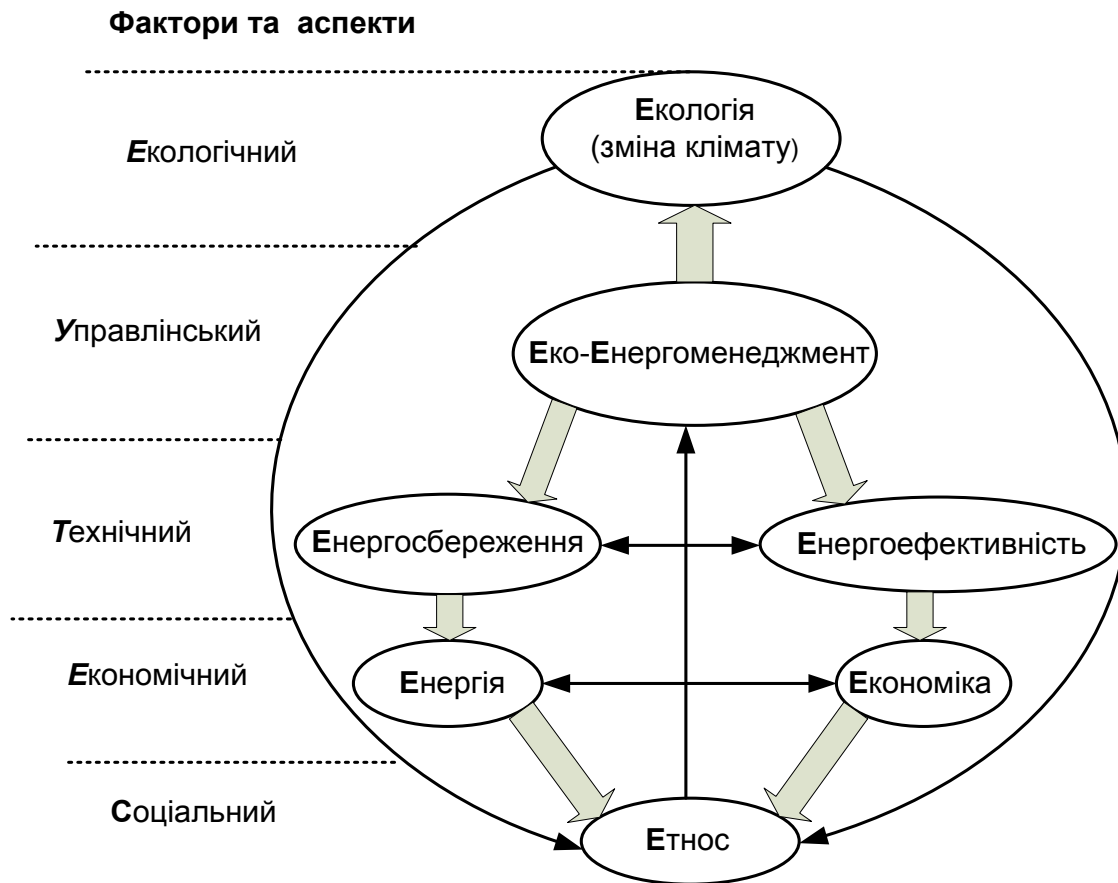 Фактори та аспекти
Екологія
(зміна клімату)
Екологічний
Управлінський
Еко-Енергоменеджмент
Технічний
Енергосбереження
Енергоефективність
Економічний
Енергія
Економіка
Соціальний
Етнос